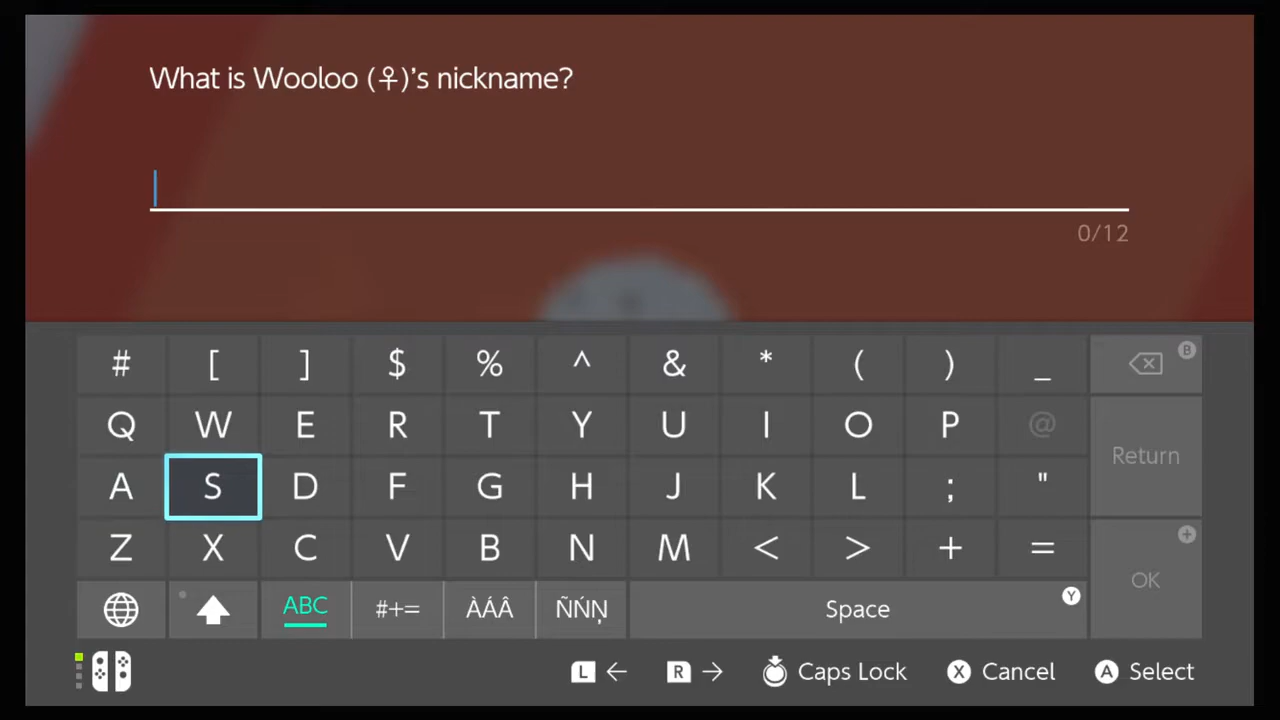 What is Wooloo (♀)'s nickname?
0/12
# [ ] $ % ^ & * ( ) _ B
Q W E R T Y U I O P @ Return
A S D F G H J K L ; "
Z X C V B N M < > + = + OK
ABC #+= ÀÁÂ ÑŃŅ Space Y
L ← R → Caps Lock X Cancel A Select